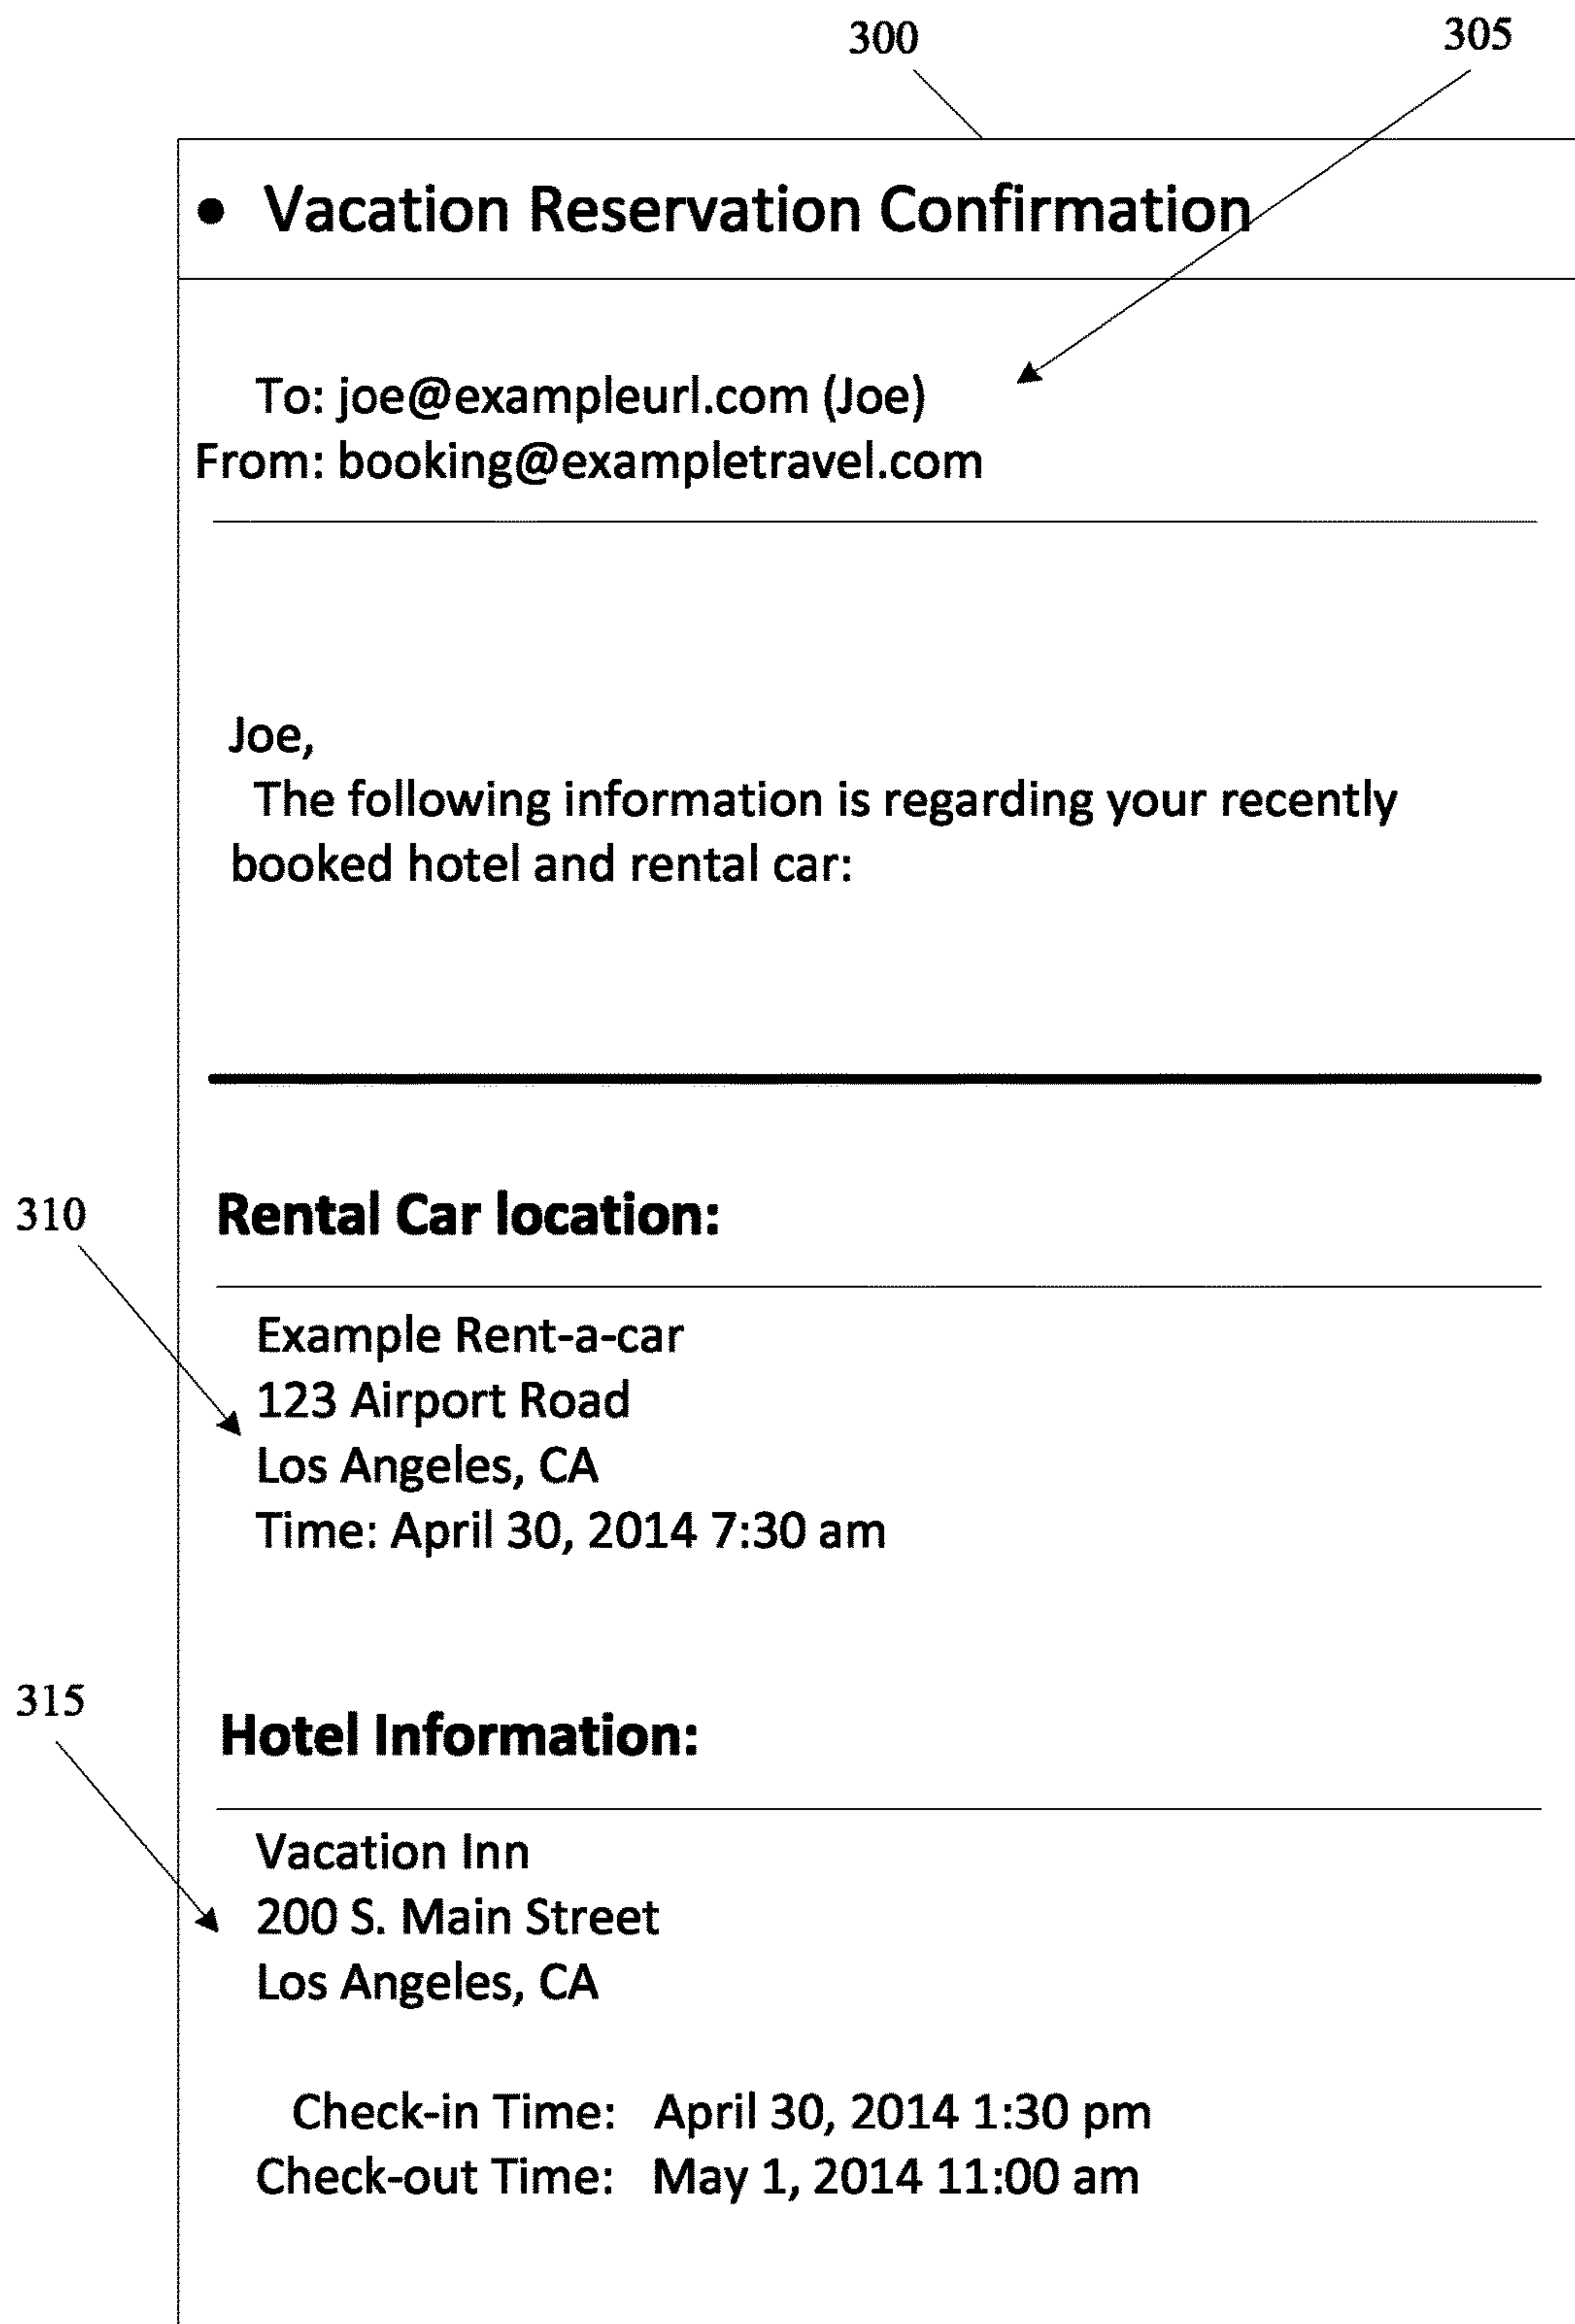 300
305
• Vacation Reservation Confirmation
To: joe@exampleurl.com (Joe)
From: booking@exampletravel.com
Joe,
The following information is regarding your recently
booked hotel and rental car:
310
Rental Car location:
Example Rent-a-car
123 Airport Road
Los Angeles, CA
Time: April 30, 2014 7:30 am
315
Hotel Information:
Vacation Inn
200 S. Main Street
Los Angeles, CA
Check-in Time: April 30, 2014 1:30 pm
Check-out Time: May 1, 2014 11:00 am